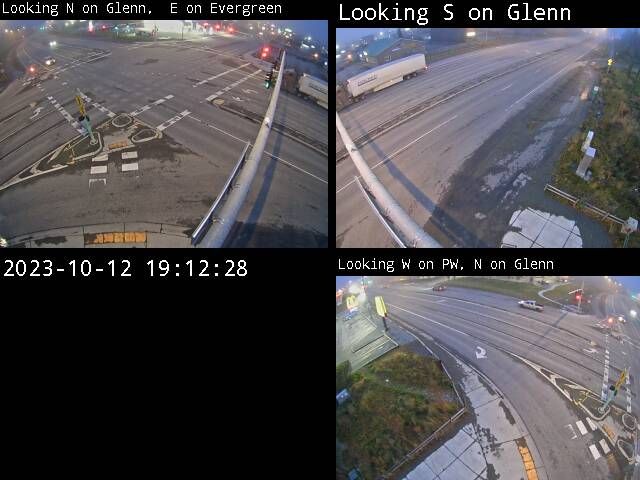 Looking N on Glenn, E on Evergreen
Looking S on Glenn
2023-10-12 19:12:28
Looking W on PW, N on Glenn